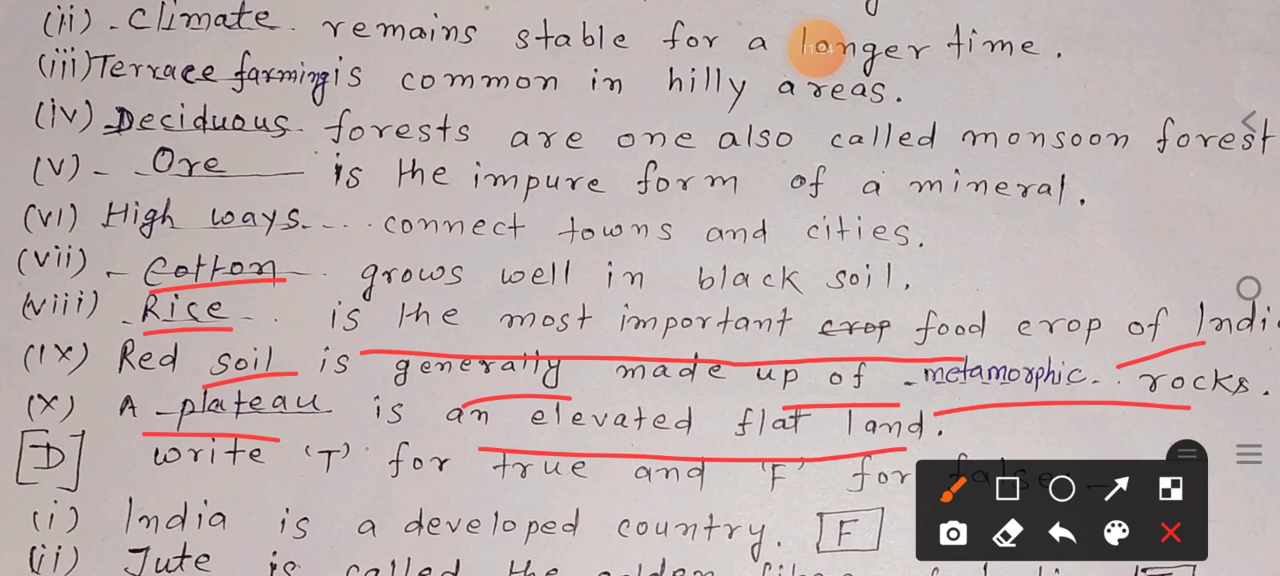 (ii) - Climate. remains stable for a longer time.
(iii) Terrace farming is common in hilly areas.
(iv) Deciduous forests are one also called monsoon forest
(v) - Ore is the impure form of a mineral.
(vi) High ways.... connect towns and cities.
(vii) - Cotton. grows well in black soil.
(viii) - Rice - . is the most important crop food crop of Indi
(ix) Red soil is generally made up of - metamorphic - . rocks.
(x) A - plateau is an elevated flat land.
[D] write 'T' for true and 'F' for false: -
(i) India is a developed country. [F]
(ii) Jute is called the golden